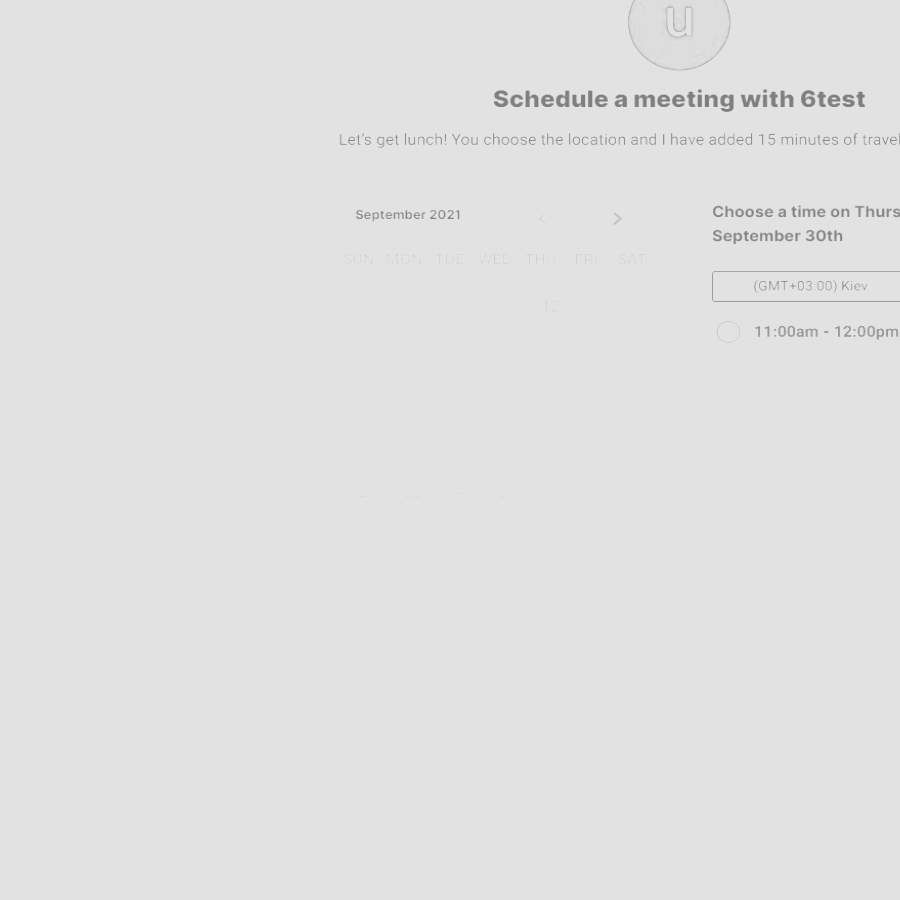 u
Schedule a meeting with 6test
Let's get lunch! You choose the location and I have added 15 minutes of travel
September 2021
SUN MON TUE WED THU FRI SAT
12
Choose a time on Thurs
September 30th
(GMT+03:00) Kiev
11:00am - 12:00pm